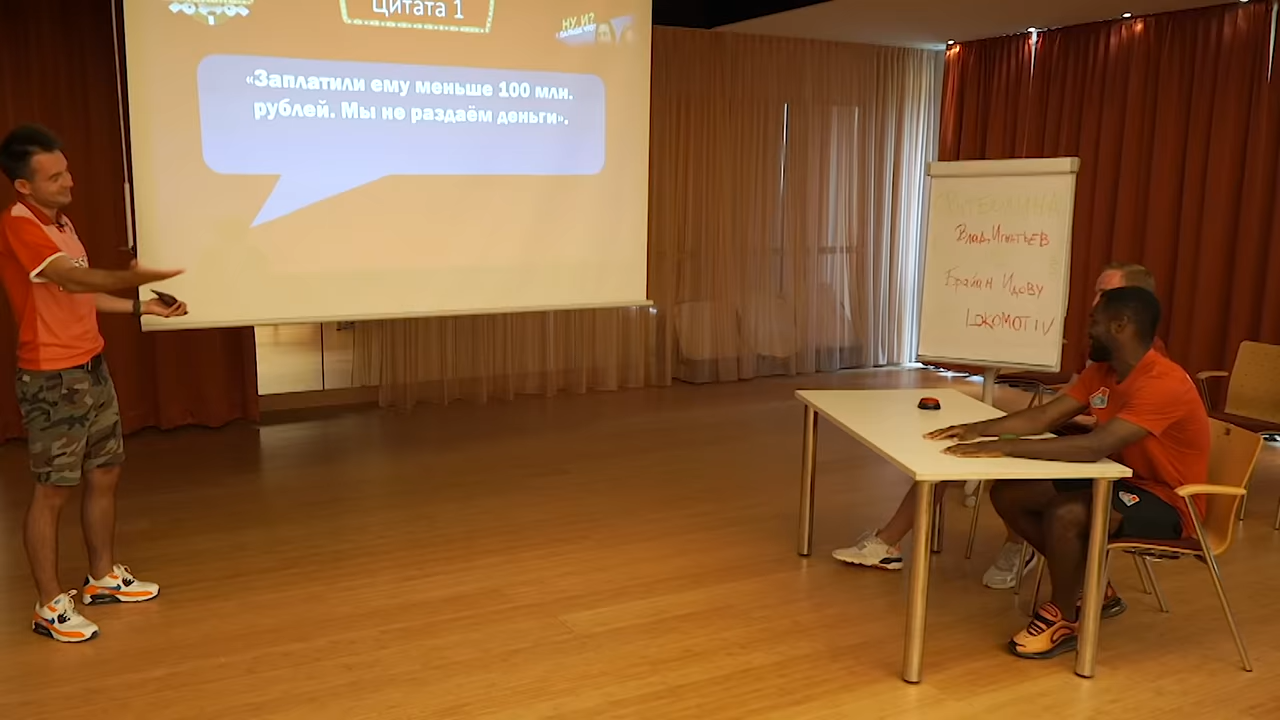 Цитата 1
НУ, И?
«Заплатили ему меньше 100 млн.
рублей. Мы не раздаём деньги».
Влад Игнатьев
Брайан Идову
LOKOMOTIV